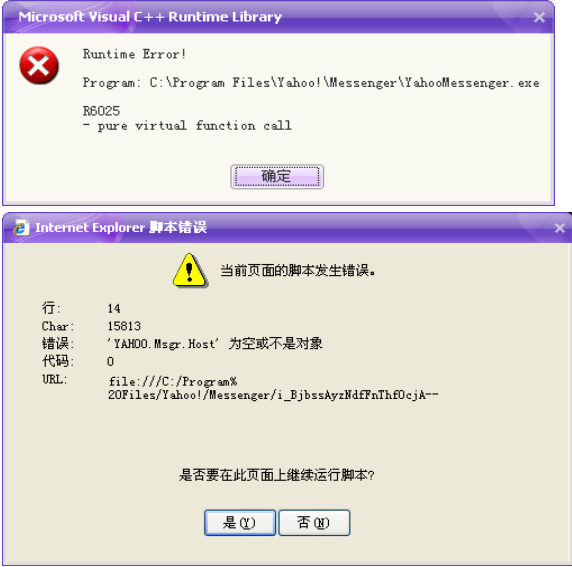 Microsoft Visual C++ Runtime Library
Runtime Error!
Program: C:\Program Files\Yahoo!\Messenger\YahooMessenger.exe
R6025
- pure virtual function call
确定
Internet Explorer 脚本错误
当前页面的脚本发生错误。
行: 14
Char: 15813
错误: 'YAHOO.Msgr.Host' 为空或不是对象
代码: 0
URL: file:///C:/Program%
20Files/Yahoo!/Messenger/i_BjbssAyzNdfFnThfOcjA--
是否要在此页面上继续运行脚本?
是(Y) 否(N)